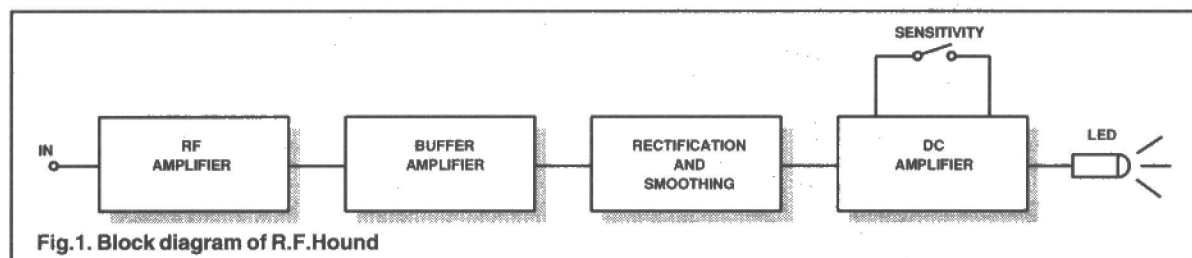 SENSITIVITY
IN
RF
AMPLIFIER
BUFFER
AMPLIFIER
RECTIFICATION
AND
SMOOTHING
DC
AMPLIFIER
LED
Fig.1. Block diagram of R.F.Hound